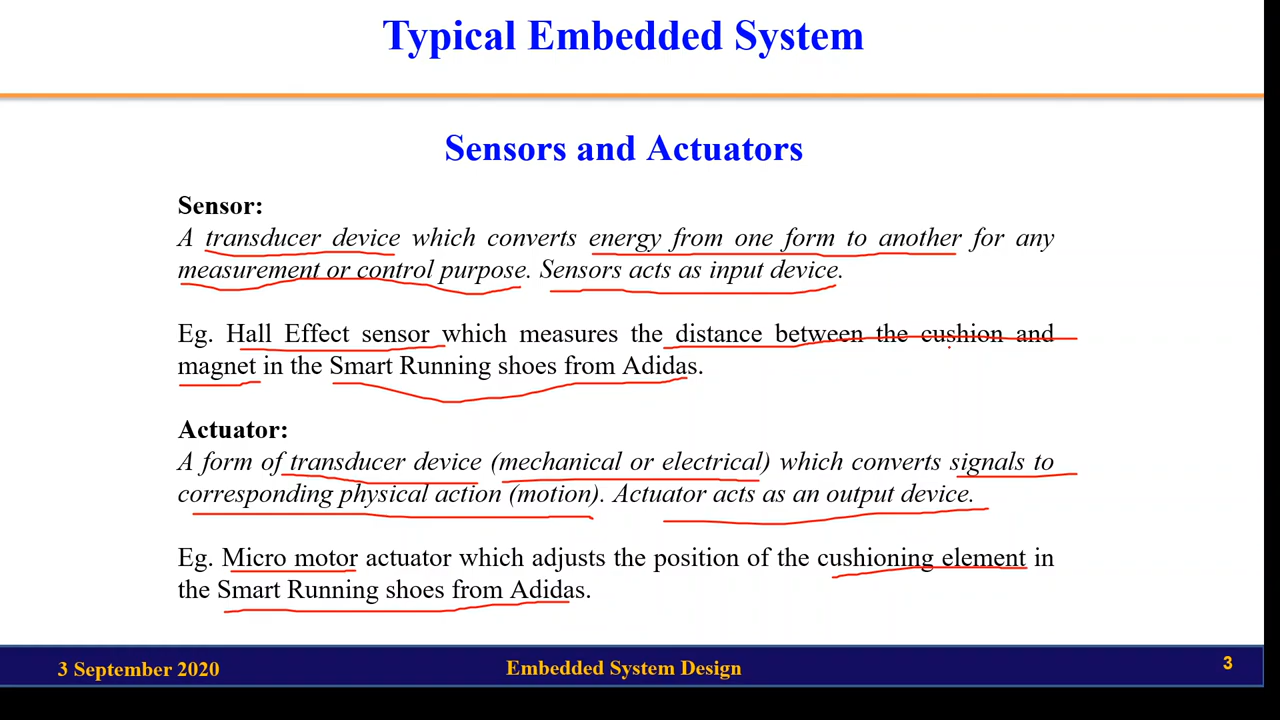 Typical Embedded System
Sensors and Actuators
Sensor:
A transducer device which converts energy from one form to another for any
measurement or control purpose. Sensors acts as input device.
Eg. Hall Effect sensor which measures the distance between the cushion and
magnet in the Smart Running shoes from Adidas.
Actuator:
A form of transducer device (mechanical or electrical) which converts signals to
corresponding physical action (motion). Actuator acts as an output device.
Eg. Micro motor actuator which adjusts the position of the cushioning element in
the Smart Running shoes from Adidas.
3 September 2020
Embedded System Design
3